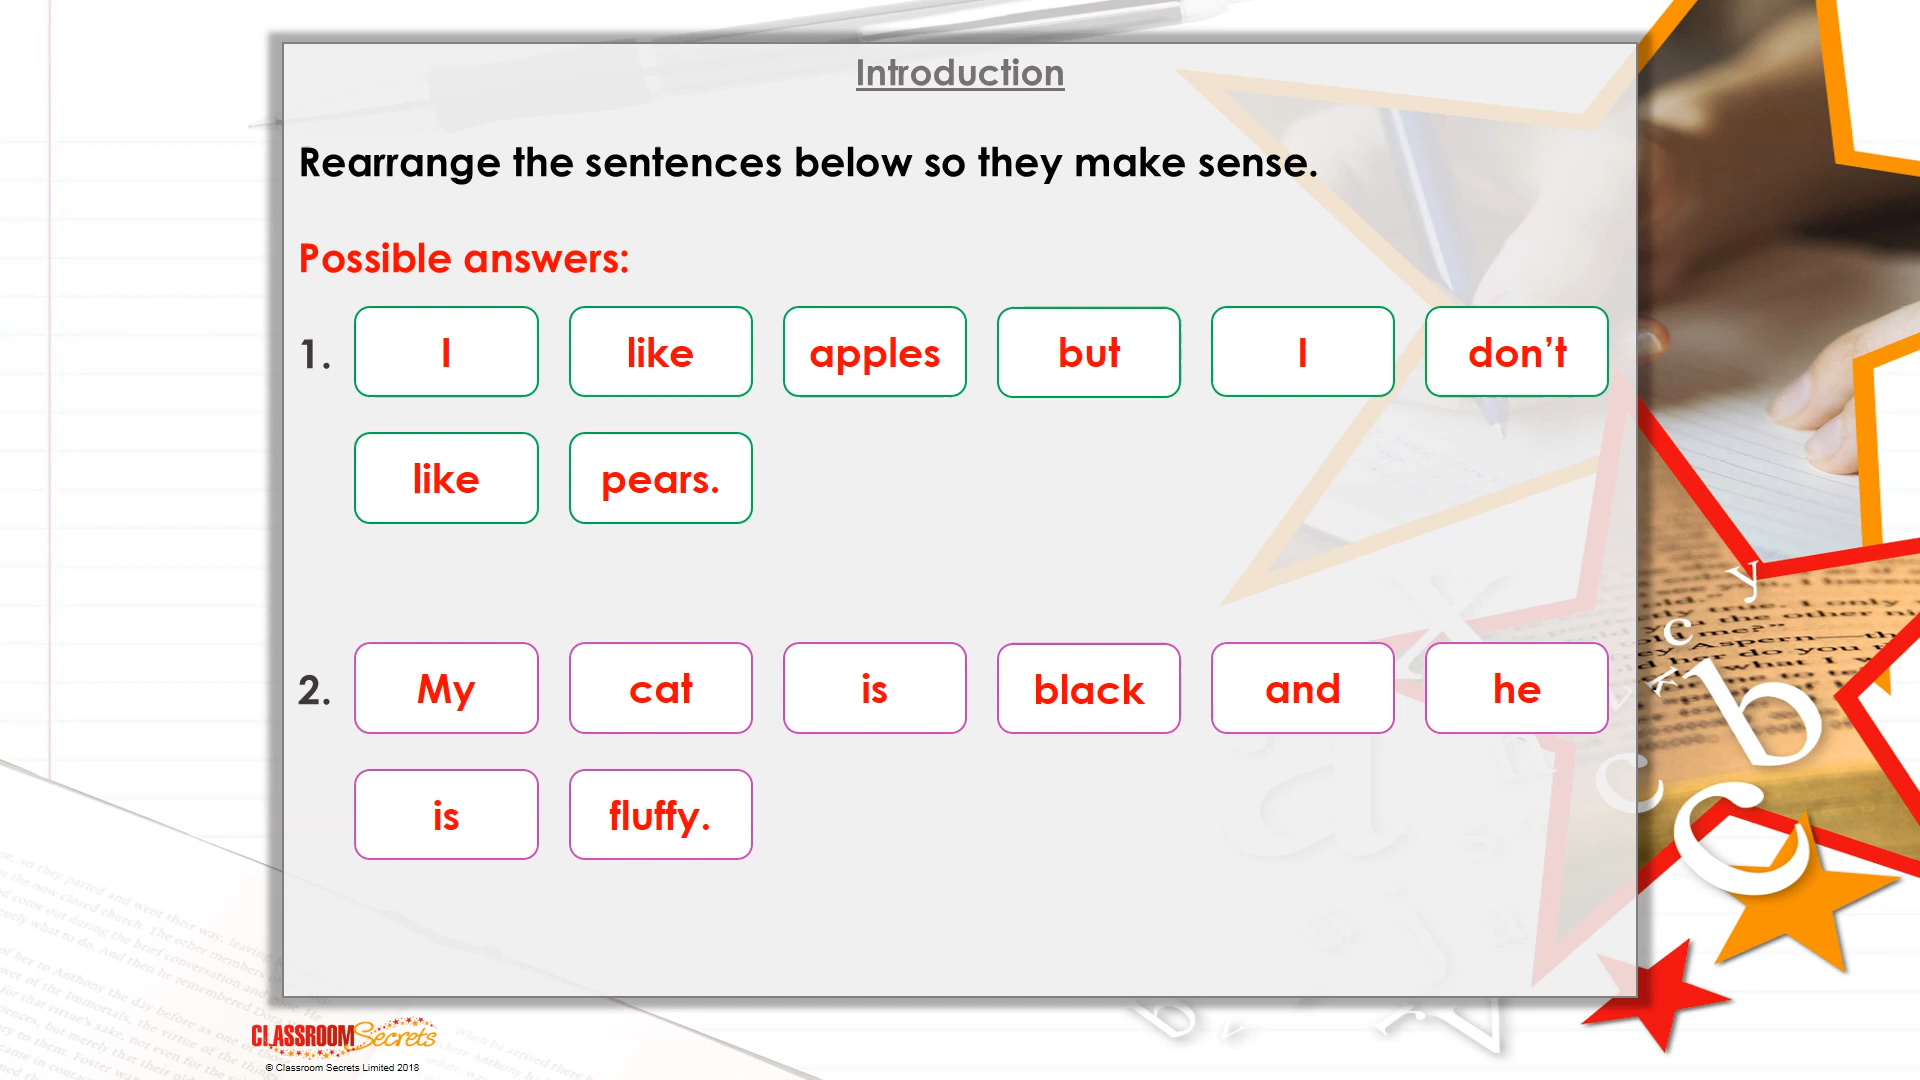 Introduction
Rearrange the sentences below so they make sense.
Possible answers:
1. I like apples but I don’t
like pears.
2. My cat is black and he
is fluffy.
CLASSROOM Secrets
© Classroom Secrets Limited 2018